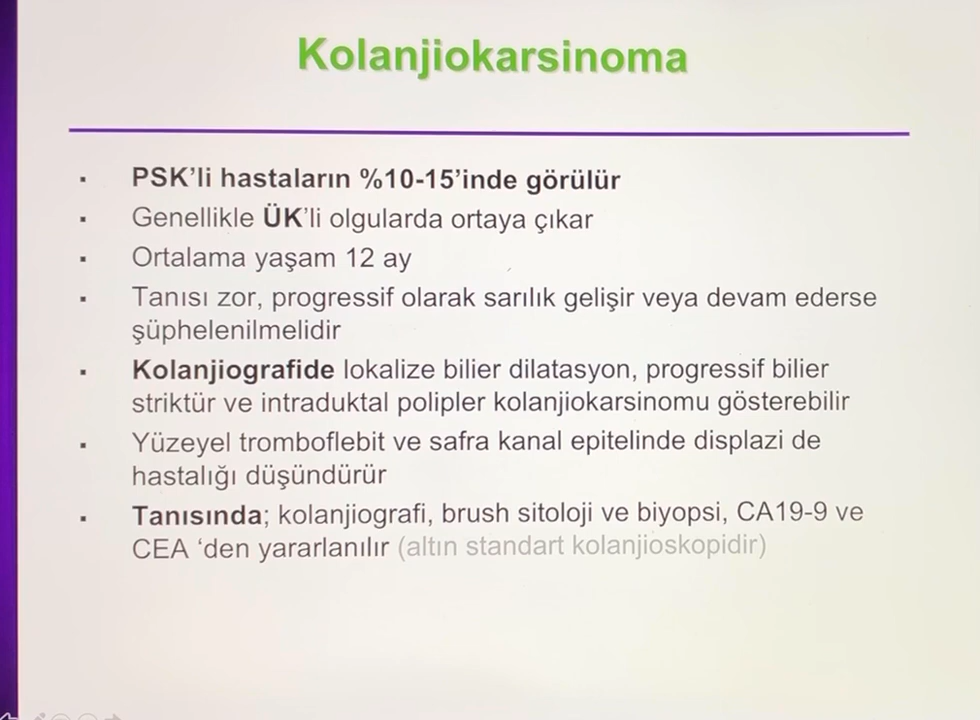 Kolanjiokarsinoma
▪ PSK'li hastaların %10-15'inde görülür
▪ Genellikle ÜK'li olgularda ortaya çıkar
▪ Ortalama yaşam 12 ay
▪ Tanısı zor, progressif olarak sarılık gelişir veya devam ederse
şüphelenilmelidir
▪ Kolanjiografide lokalize bilier dilatasyon, progressif bilier
striktür ve intraduktal polipler kolanjiokarsinomu gösterebilir
▪ Yüzeyel tromboflebit ve safra kanal epitelinde displazi de
hastalığı düşündürür
▪ Tanısında; kolanjiografi, brush sitoloji ve biyopsi, CA19-9 ve
CEA 'den yararlanılır (altın standart kolanjioskopidir)